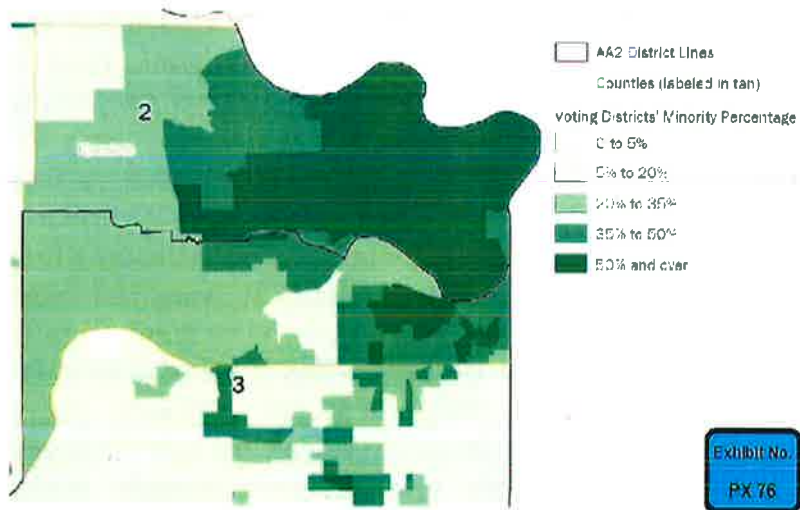 AA2 District Lines
Counties (labeled in tan)
Voting Districts' Minority Percentage
0 to 5%
5% to 20%
20% to 35%
35% to 50%
50% and over
2
3
Exhibit No.
PX 76